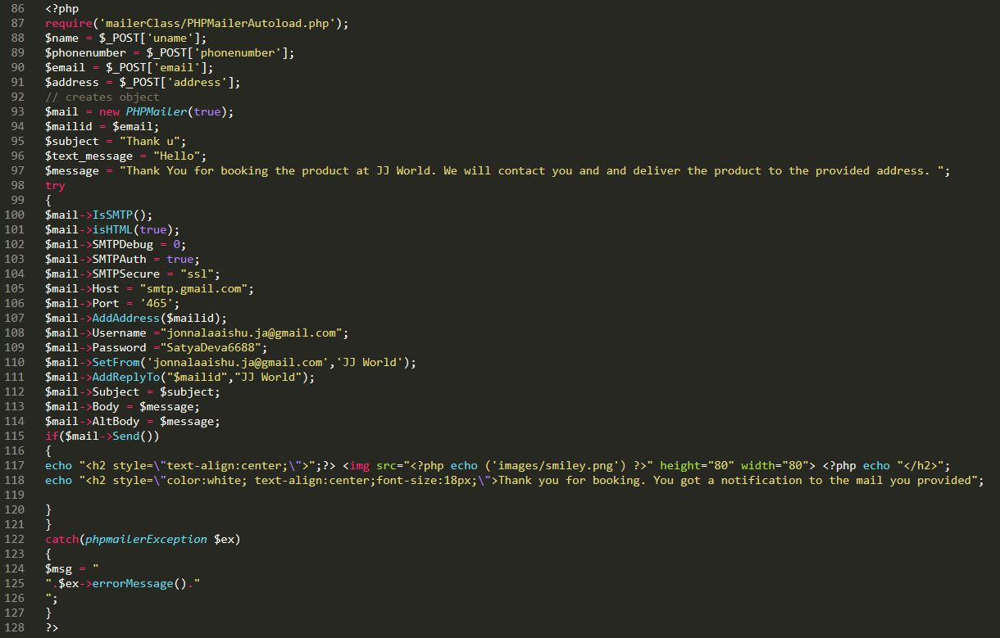 86 <?php
87 require('mailerClass/PHPMailerAutoload.php');
88 $name = $_POST['uname'];
89 $phonenumber = $_POST['phonenumber'];
90 $email = $_POST['email'];
91 $address = $_POST['address'];
92 // creates object
93 $mail = new PHPMailer(true);
94 $mailid = $email;
95 $subject = "Thank u";
96 $text_message = "Hello";
97 $message = "Thank You for booking the product at JJ World. We will contact you and and deliver the product to the provided address. ";
98 try
99 {
100 $mail->IsSMTP();
101 $mail->isHTML(true);
102 $mail->SMTPDebug = 0;
103 $mail->SMTPAuth = true;
104 $mail->SMTPSecure = "ssl";
105 $mail->Host = "smtp.gmail.com";
106 $mail->Port = '465';
107 $mail->AddAddress($mailid);
108 $mail->Username ="jonnalaaishu.ja@gmail.com";
109 $mail->Password ="SatyaDeva6688";
110 $mail->SetFrom('jonnalaaishu.ja@gmail.com','JJ World');
111 $mail->AddReplyTo("$mailid","JJ World");
112 $mail->Subject = $subject;
113 $mail->Body = $message;
114 $mail->AltBody = $message;
115 if($mail->Send())
116 {
117 echo "<h2 style=\"text-align:center;\">";?> <img src="<?php echo ('images/smiley.png') ?>" height="80" width="80"> <?php echo "</h2>";
118 echo "<h2 style=\"color:white; text-align:center;font-size:18px;\">Thank you for booking. You got a notification to the mail you provided";
119
120 }
121 }
122 catch(phpmailerException $ex)
123 {
124 $msg = "
125 ".$ex->errorMessage()."
126 ";
127 }
128 ?>